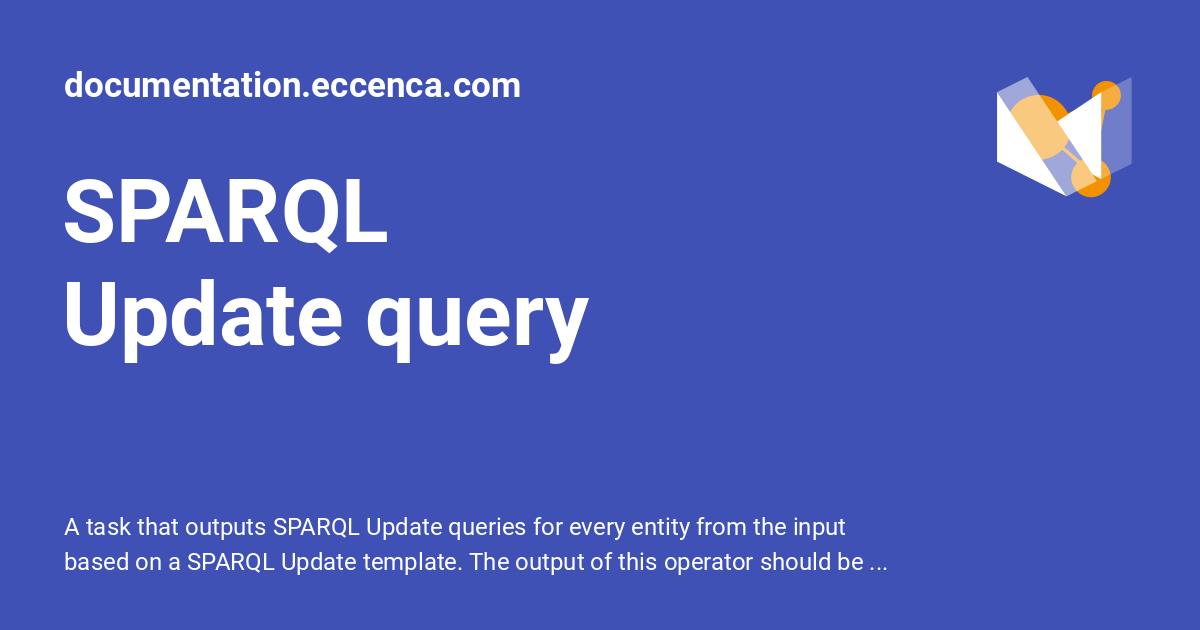 documentation.eccenca.com
SPARQL
Update query
A task that outputs SPARQL Update queries for every entity from the input
based on a SPARQL Update template. The output of this operator should be ...